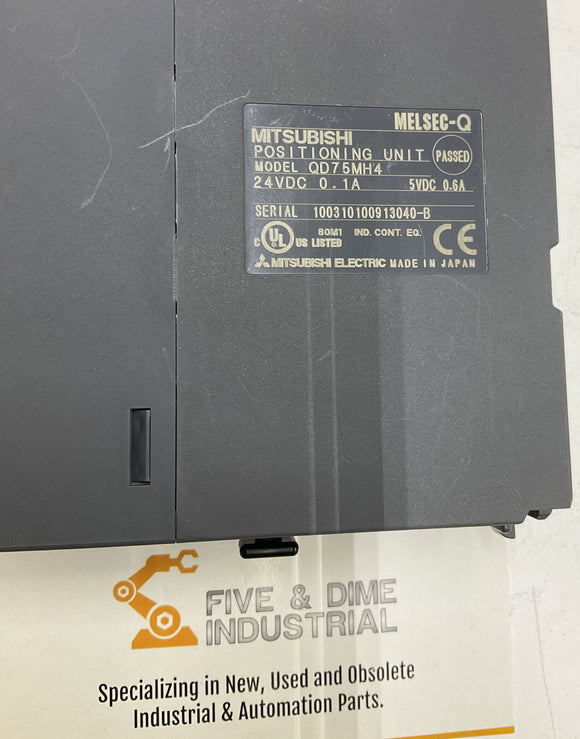 MELSEC-Q
MITSUBISHI
POSITIONING UNIT PASSED
MODEL QD75MH4
24VDC 0.1A 5VDC 0.6A
SERIAL 100310100913040-B
C UL US LISTED 80M1 IND. CONT. EQ. CE
MITSUBISHI ELECTRIC MADE IN JAPAN
FIVE & DIME
INDUSTRIAL
Specializing in New, Used and Obsolete
Industrial & Automation Parts.